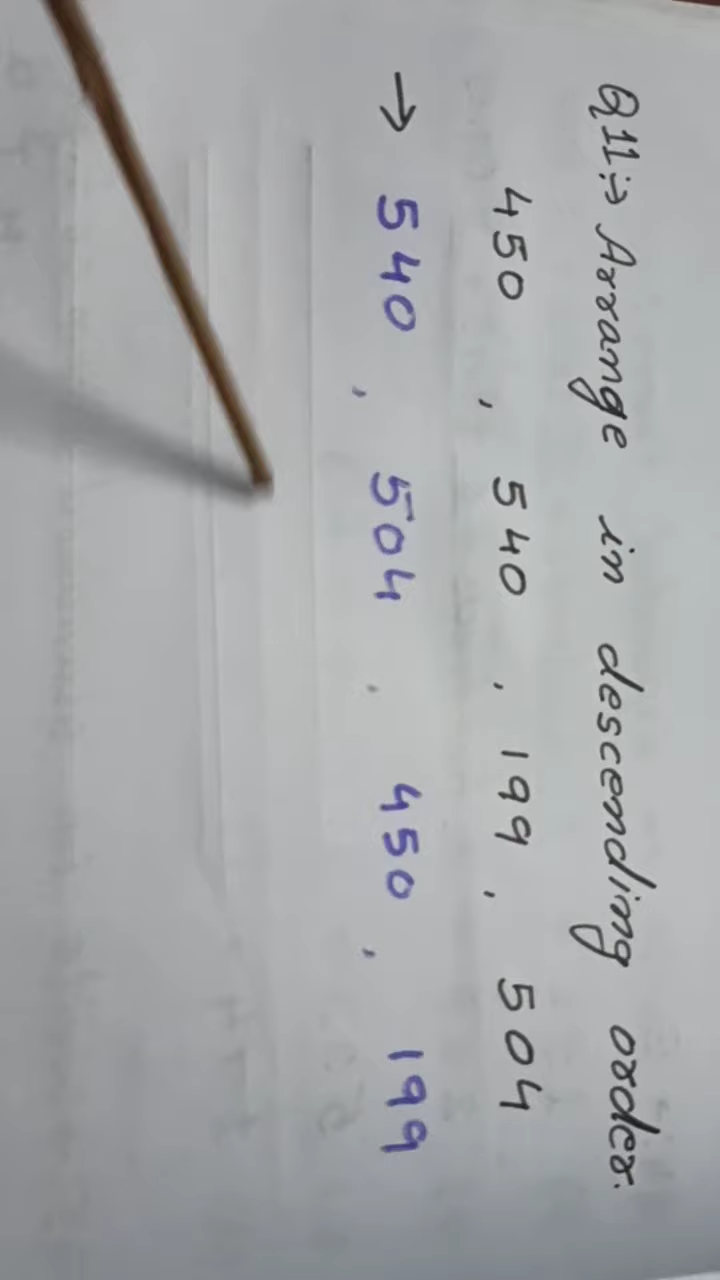 Q11:→ Arrange in descending order.
450 , 540 , 199 , 504
→ 540 , 504 , 450 , 199